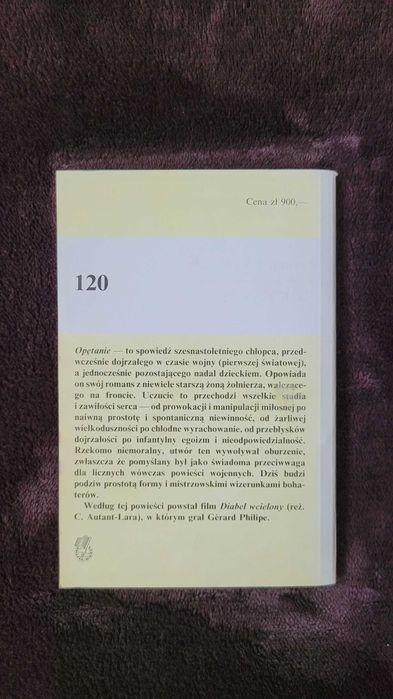 Cena zł 900,—
120
Opętanie — to spowiedź szesnastoletniego chłopca, przed-
wcześnie dojrzałego w czasie wojny (pierwszej światowej),
a jednocześnie pozostającego nadal dzieckiem. Opowiada
on swój romans z niewiele starszą żoną żołnierza, walczące-
go na froncie. Uczucie to przechodzi wszelkie stadia
i zawiłości serca — od prowokacji i manipulacji miłosnej po
naiwną prostotę i spontaniczną niewinność, od żarliwej
wielkoduszności po chłodne wyrachowanie, od przebłysków
dojrzałości po infantylny egoizm i nieodpowiedzialność.
Rzekomo niemoralny, utwór ten wywoływał oburzenie,
zwłaszcza że pomyślany był jako świadoma przeciwwaga
dla licznych wówczas powieści wojennych. Dziś budzi
podziw prostotą formy i mistrzowskimi wizerunkami boha-
terów.
Według tej powieści powstał film Diabeł wcielony (reż.
C. Autant-Lara), w którym grał Gérard Philipe.